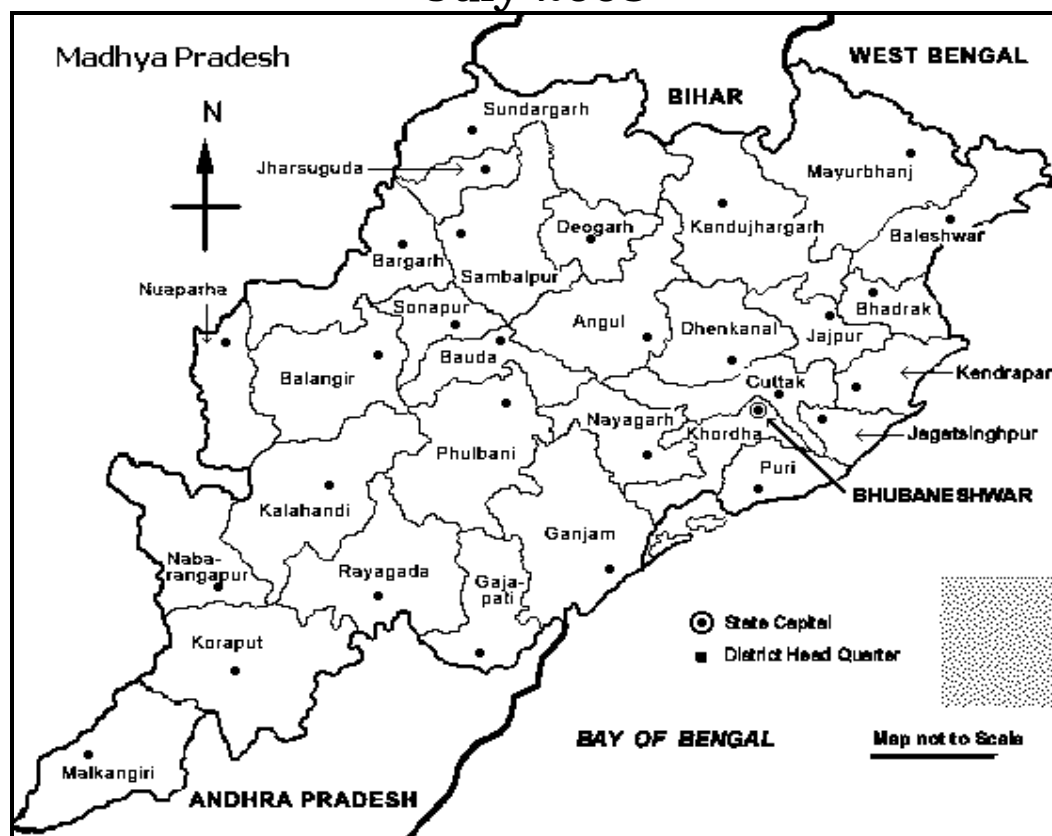 Madhya Pradesh
WEST BENGAL
BIHAR
N
Sundargarh
Jharsuguda
Mayurbhanj
Deogarh
Kendujhargarh
Baleshwar
Bargarh
Sambalpur
Nuaparha
Sonapur
Angul
Dhenkanal
Bhadrak
Jajpur
Bauda
Balangir
Kendrapar
Cuttak
Nayagarh
Khordha
Jagatsinghpur
Phulbani
Puri
BHUBANESHWAR
Kalahandi
Ganjam
Naba-
rangapur
Rayagada
Gaja-
pati
State Capital
Koraput
District Head Quarter
BAY OF BENGAL
Map not to Scale
Malkangiri
ANDHRA PRADESH